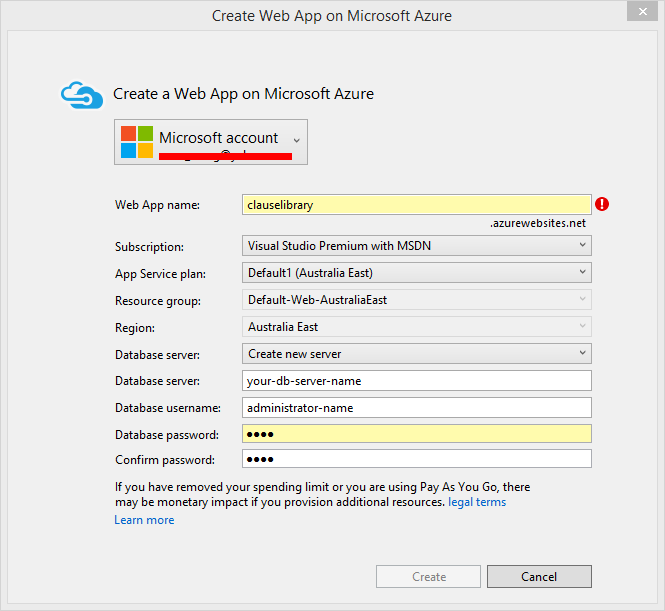 Create Web App on Microsoft Azure
Create a Web App on Microsoft Azure
Microsoft account
Web App name: clauselibrary
.azurewebsites.net
Subscription: Visual Studio Premium with MSDN
App Service plan: Default1 (Australia East)
Resource group: Default-Web-AustraliaEast
Region: Australia East
Database server: Create new server
Database server: your-db-server-name
Database username: administrator-name
Database password: ●●●●
Confirm password: ●●●●
If you have removed your spending limit or you are using Pay As You Go, there
may be monetary impact if you provision additional resources. legal terms
Learn more
Create Cancel